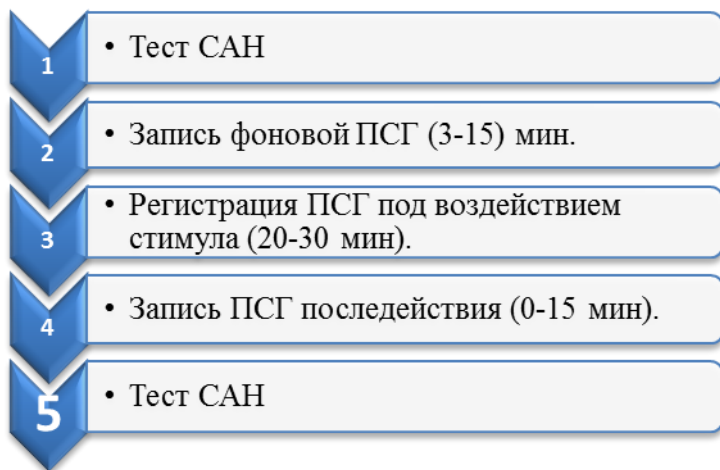 1
• Тест САН
2
• Запись фоновой ПСГ (3-15) мин.
3
• Регистрация ПСГ под воздействием
стимула (20-30 мин).
4
• Запись ПСГ последействия (0-15 мин).
5
• Тест САН